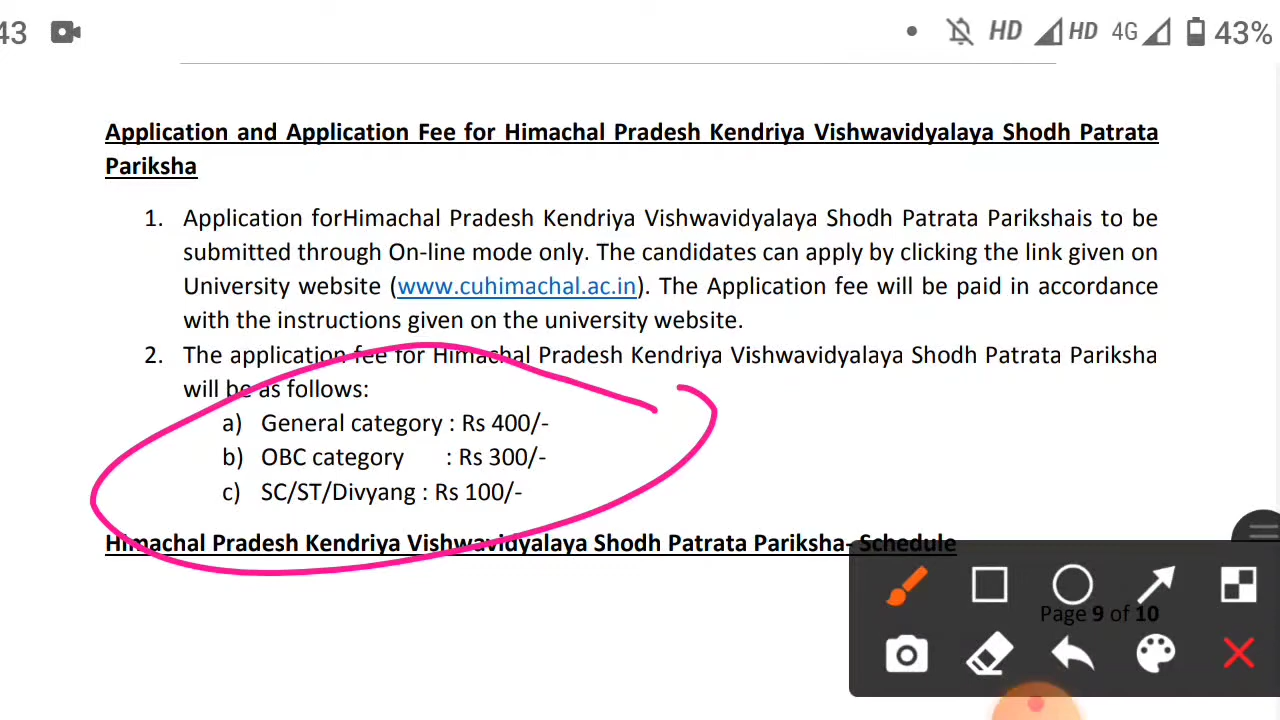 43 HD HD 4G 43%
Application and Application Fee for Himachal Pradesh Kendriya Vishwavidyalaya Shodh Patrata
Pariksha
1. Application forHimachal Pradesh Kendriya Vishwavidyalaya Shodh Patrata Parikshais to be
submitted through On-line mode only. The candidates can apply by clicking the link given on
University website (www.cuhimachal.ac.in). The Application fee will be paid in accordance
with the instructions given on the university website.
2. The application fee for Himachal Pradesh Kendriya Vishwavidyalaya Shodh Patrata Pariksha
will be as follows:
a) General category : Rs 400/-
b) OBC category : Rs 300/-
c) SC/ST/Divyang : Rs 100/-
Himachal Pradesh Kendriya Vishwavidyalaya Shodh Patrata Pariksha- Schedule
Page 9 of 10